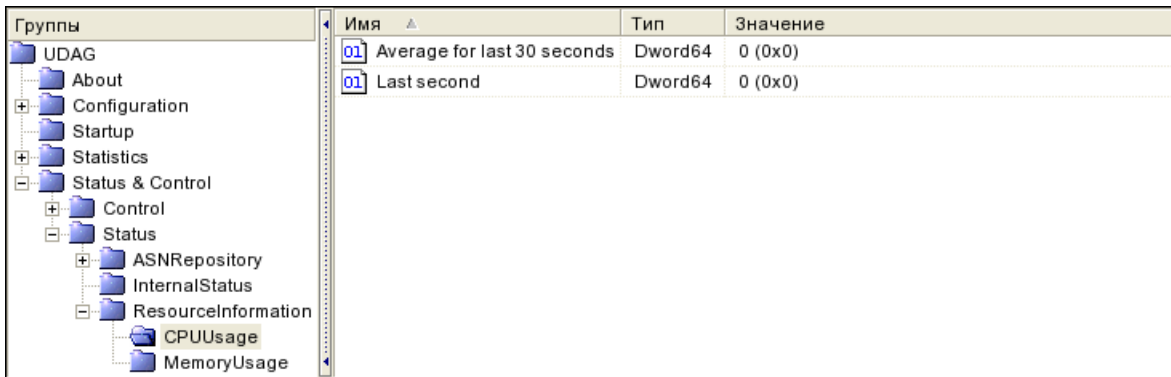 Группы
UDAG
About
Configuration
Startup
Statistics
Status & Control
Control
Status
ASNRepository
InternalStatus
ResourceInformation
CPUUsage
MemoryUsage
Имя Тип Значение
01 Average for last 30 seconds Dword64 0 (0x0)
01 Last second Dword64 0 (0x0)